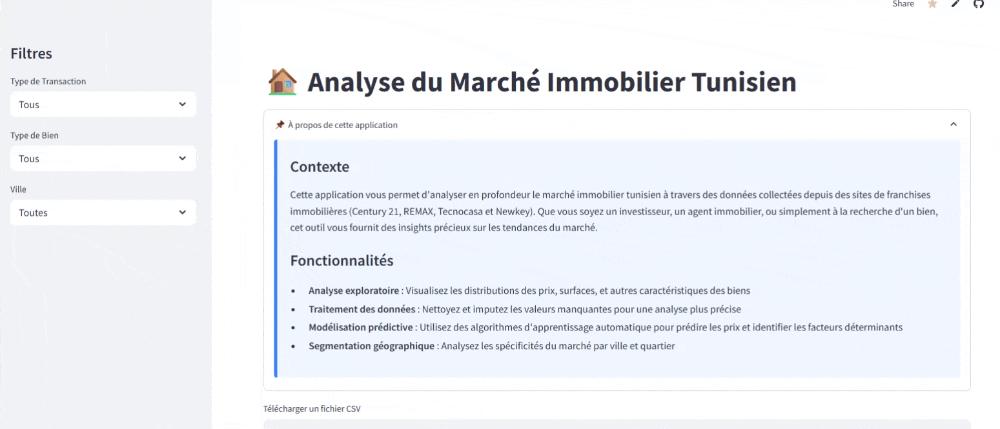 Share
Filtres
Type de Transaction
Tous
Type de Bien
Tous
Ville
Toutes
Analyse du Marché Immobilier Tunisien
À propos de cette application
Contexte
Cette application vous permet d'analyser en profondeur le marché immobilier tunisien à travers des données collectées depuis des sites de franchises
immobilières (Century 21, REMAX, Tecnocasa et Newkey). Que vous soyez un investisseur, un agent immobilier, ou simplement à la recherche d'un bien,
cet outil vous fournit des insights précieux sur les tendances du marché.
Fonctionnalités
• Analyse exploratoire : Visualisez les distributions des prix, surfaces, et autres caractéristiques des biens
• Traitement des données : Nettoyez et imputez les valeurs manquantes pour une analyse plus précise
• Modélisation prédictive : Utilisez des algorithmes d'apprentissage automatique pour prédire les prix et identifier les facteurs déterminants
• Segmentation géographique : Analysez les spécificités du marché par ville et quartier
Télécharger un fichier CSV